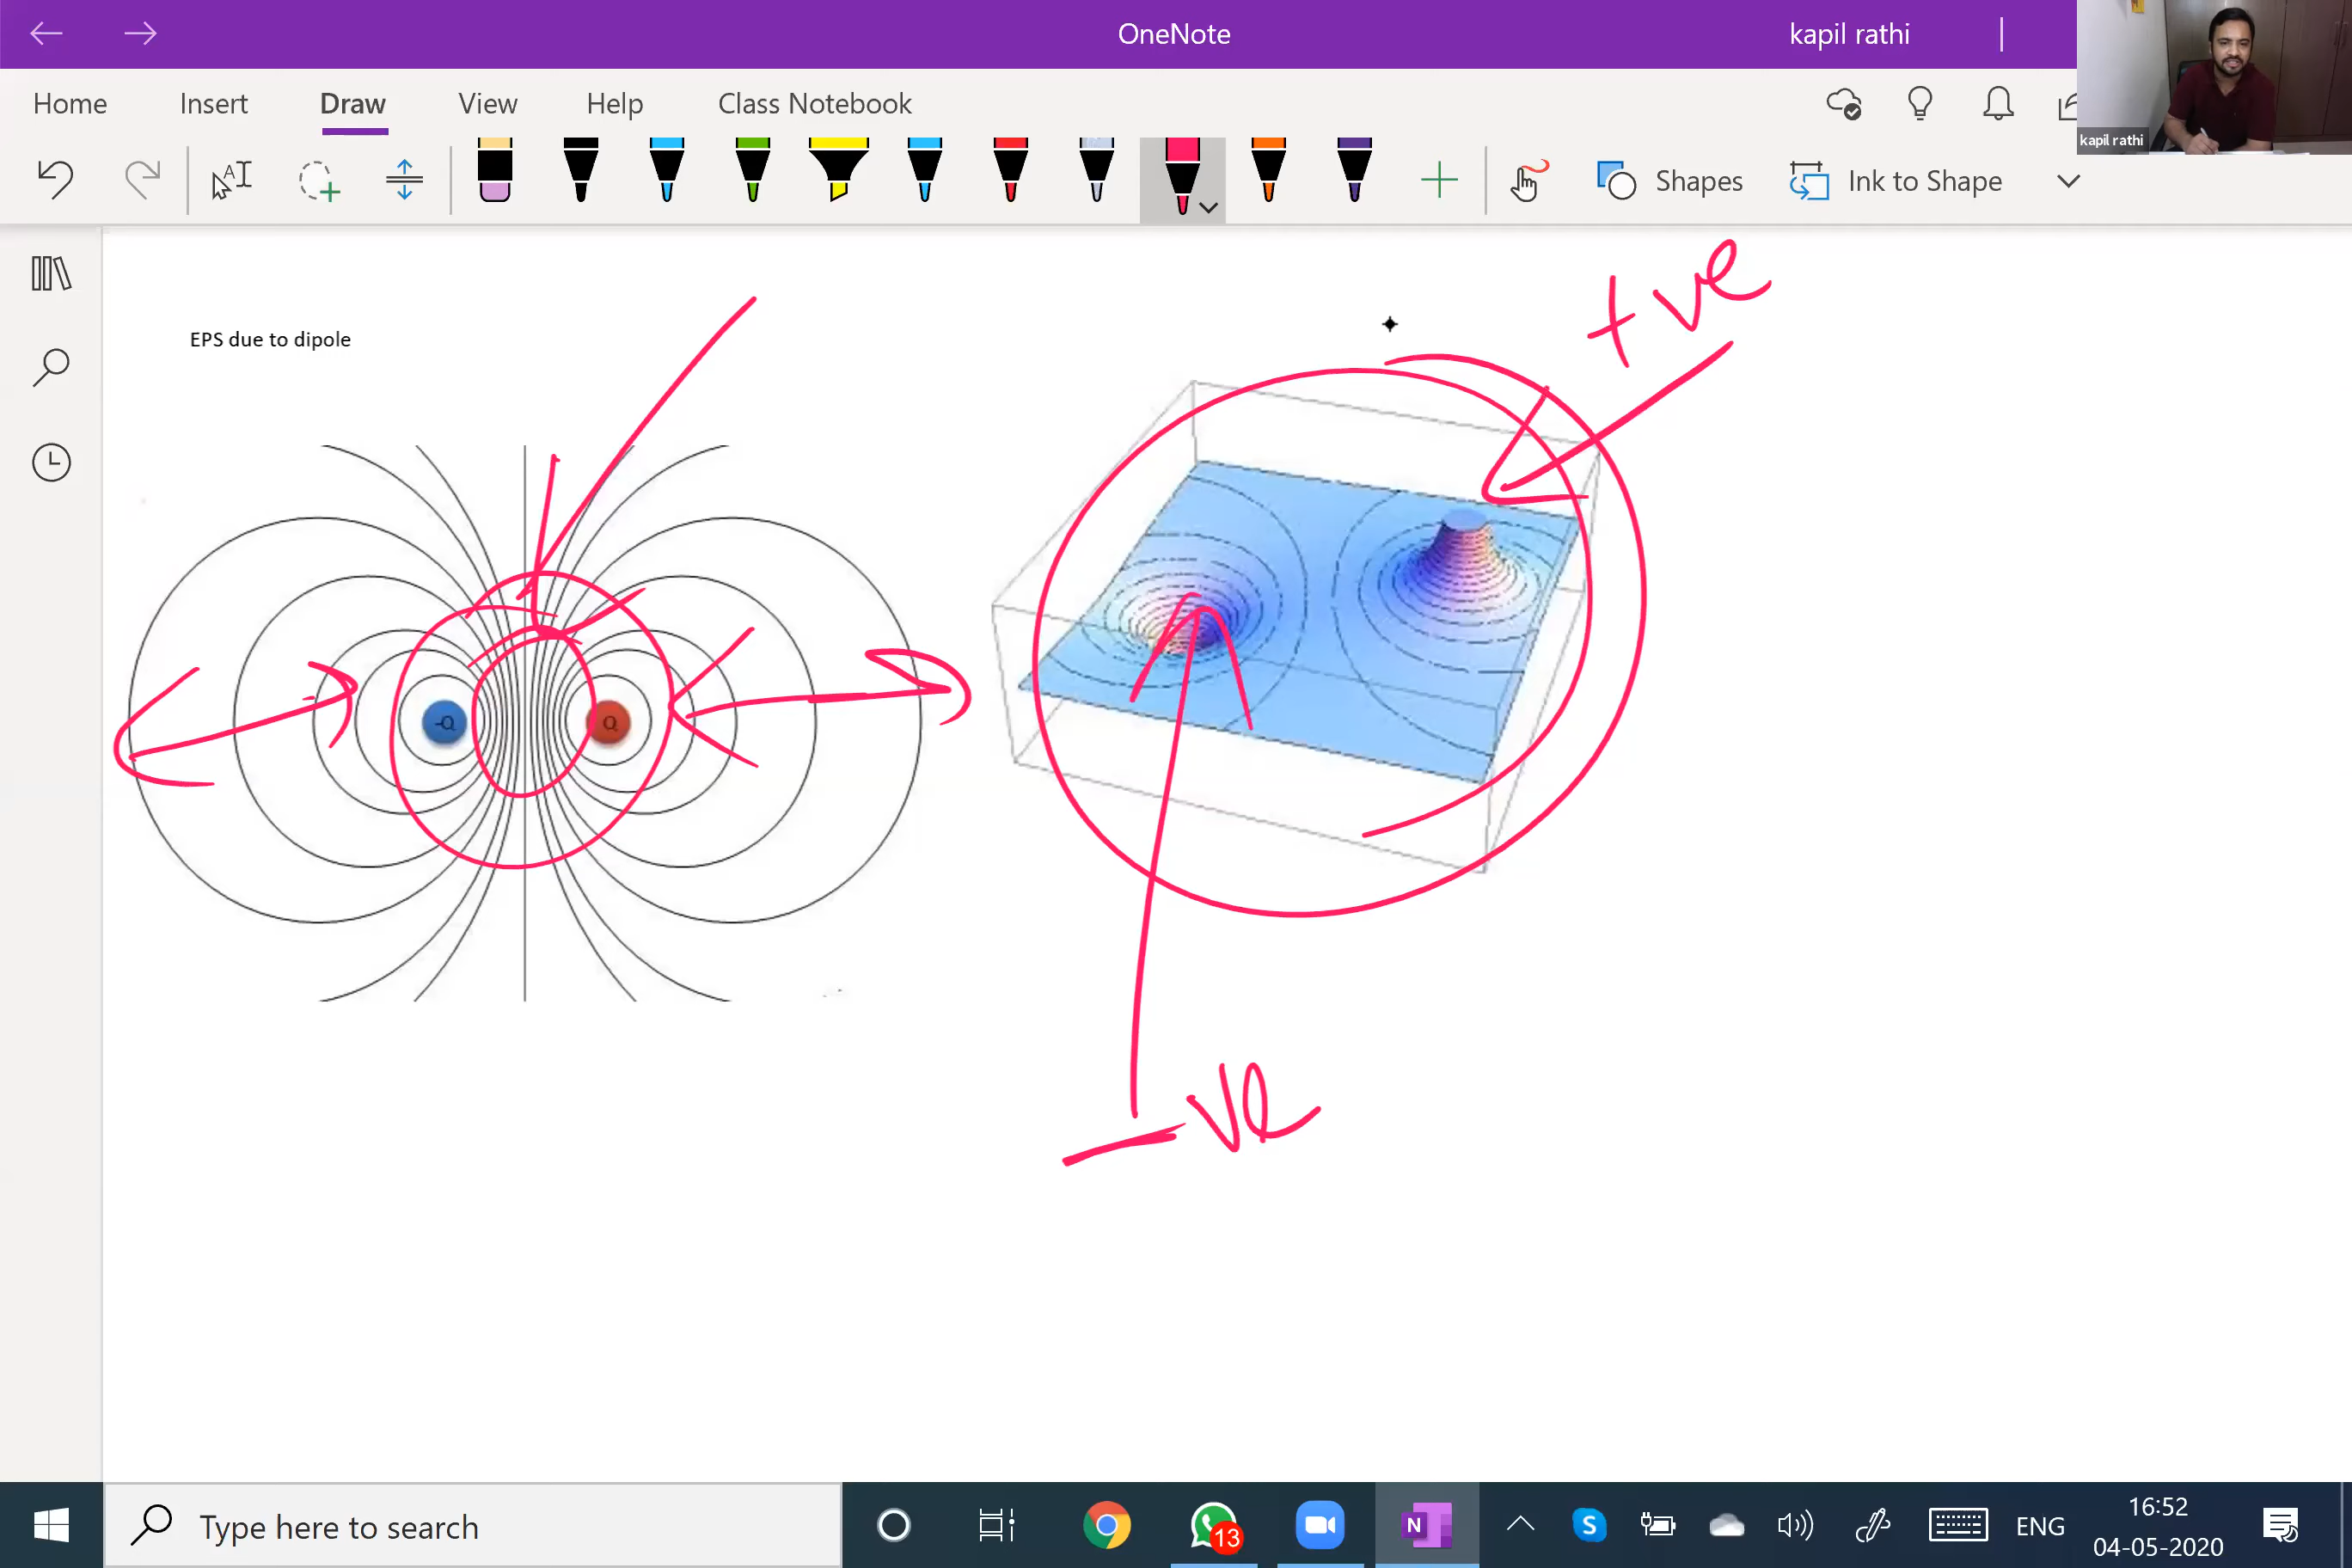 OneNote
kapil rathi
Home
Insert
Draw
View
Help
Class Notebook
kapil rathi
Shapes
Ink to Shape
+ve
EPS due to dipole
-Q
Q
-ve
Type here to search
13
N
S
ENG
16:52
04-05-2020